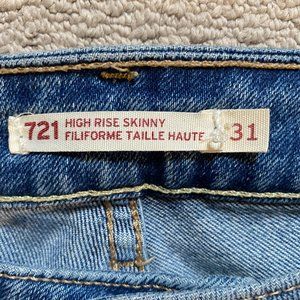 721 HIGH RISE SKINNY
FILIFORME TAILLE HAUTE 31